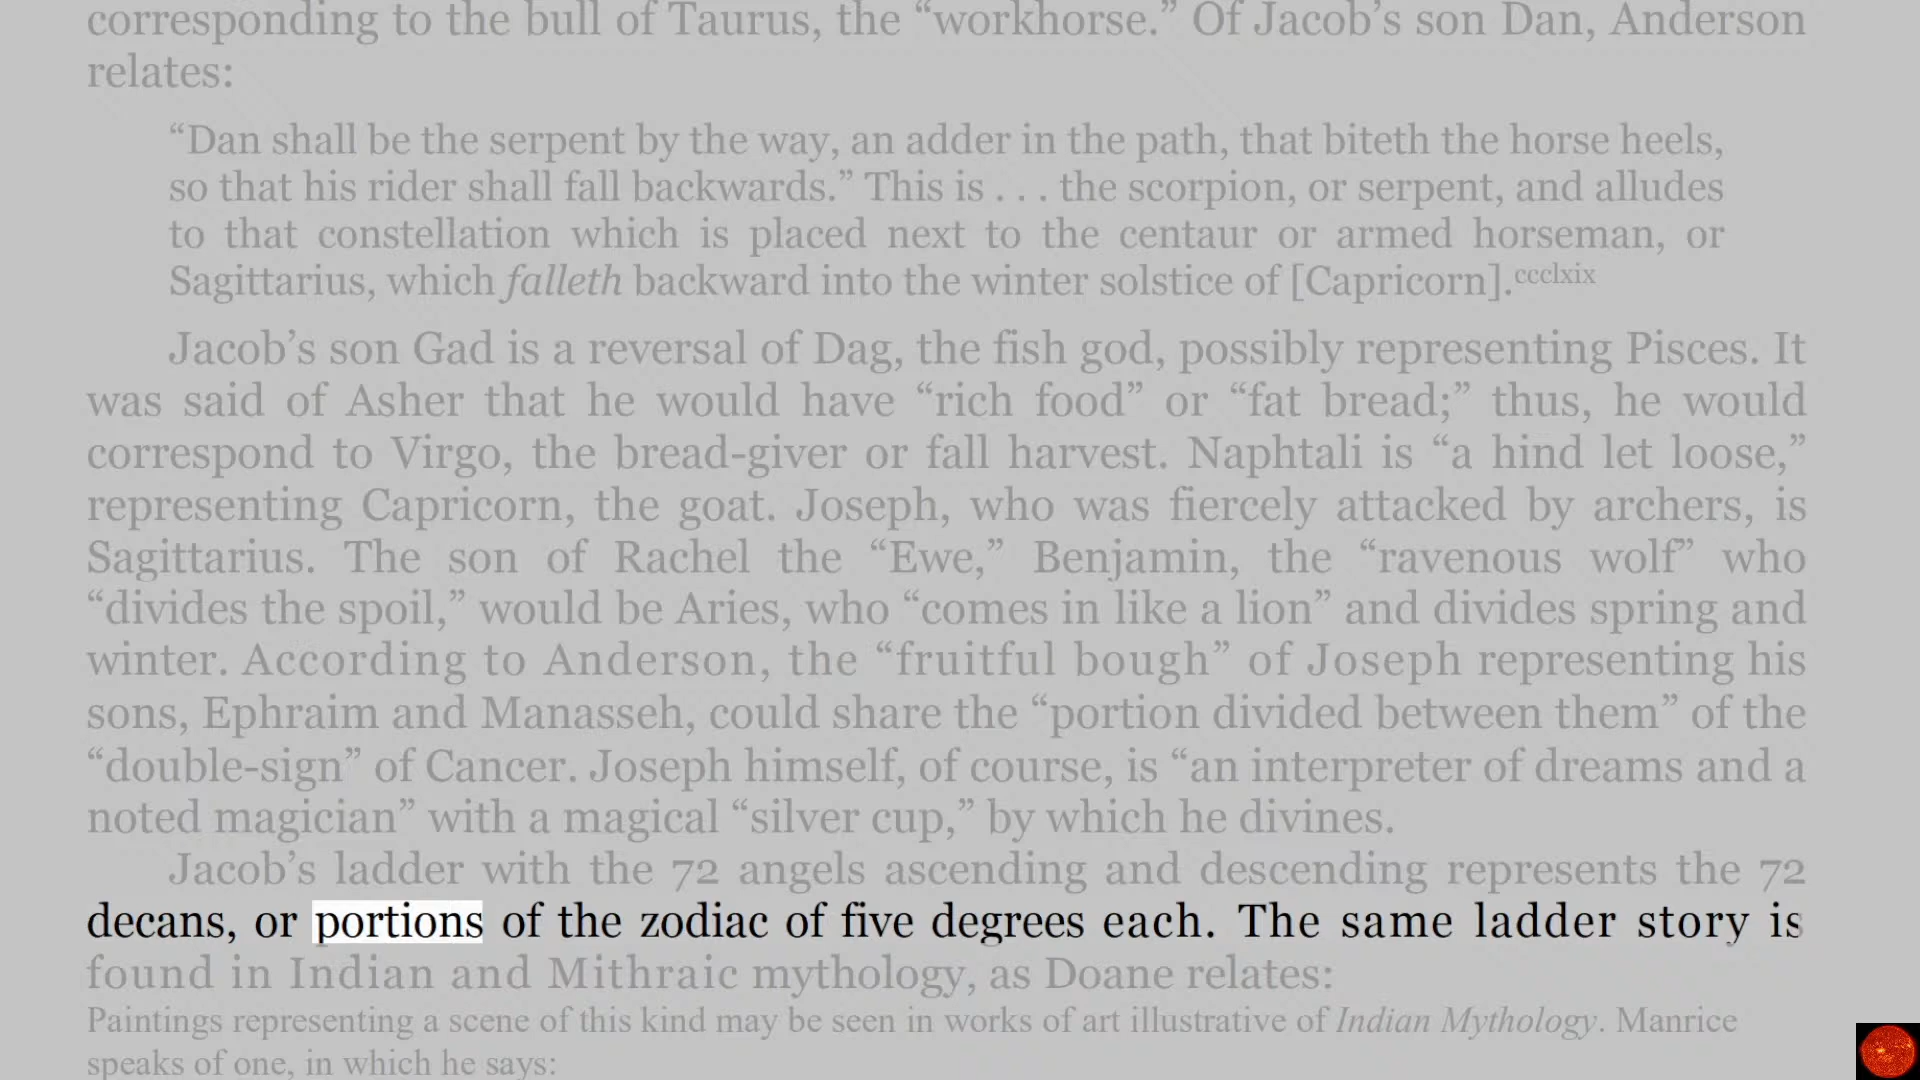 corresponding to the bull of Taurus, the “workhorse.” Of Jacob’s son Dan, Anderson
relates:
“Dan shall be the serpent by the way, an adder in the path, that biteth the horse heels,
so that his rider shall fall backwards.” This is . . . the scorpion, or serpent, and alludes
to that constellation which is placed next to the centaur or armed horseman, or
Sagittarius, which falleth backward into the winter solstice of [Capricorn].ccclxix
Jacob’s son Gad is a reversal of Dag, the fish god, possibly representing Pisces. It
was said of Asher that he would have “rich food” or “fat bread;” thus, he would
correspond to Virgo, the bread-giver or fall harvest. Naphtali is “a hind let loose,”
representing Capricorn, the goat. Joseph, who was fiercely attacked by archers, is
Sagittarius. The son of Rachel the “Ewe,” Benjamin, the “ravenous wolf” who
“divides the spoil,” would be Aries, who “comes in like a lion” and divides spring and
winter. According to Anderson, the “fruitful bough” of Joseph representing his
sons, Ephraim and Manasseh, could share the “portion divided between them” of the
“double-sign” of Cancer. Joseph himself, of course, is “an interpreter of dreams and a
noted magician” with a magical “silver cup,” by which he divines.
Jacob’s ladder with the 72 angels ascending and descending represents the 72
decans, or portions of the zodiac of five degrees each. The same ladder story is
found in Indian and Mithraic mythology, as Doane relates:
Paintings representing a scene of this kind may be seen in works of art illustrative of Indian Mythology. Manrice
speaks of one, in which he says: